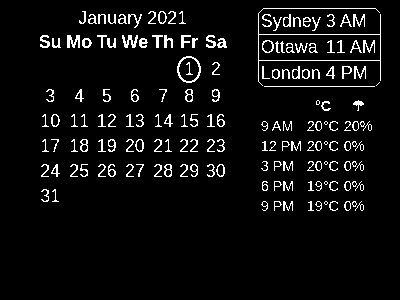 January 2021
Su Mo Tu We Th Fr Sa
1 2
3 4 5 6 7 8 9
10 11 12 13 14 15 16
17 18 19 20 21 22 23
24 25 26 27 28 29 30
31
Sydney 3 AM
Ottawa 11 AM
London 4 PM
°C
9 AM 20°C 20%
12 PM 20°C 0%
3 PM 20°C 0%
6 PM 19°C 0%
9 PM 19°C 0%